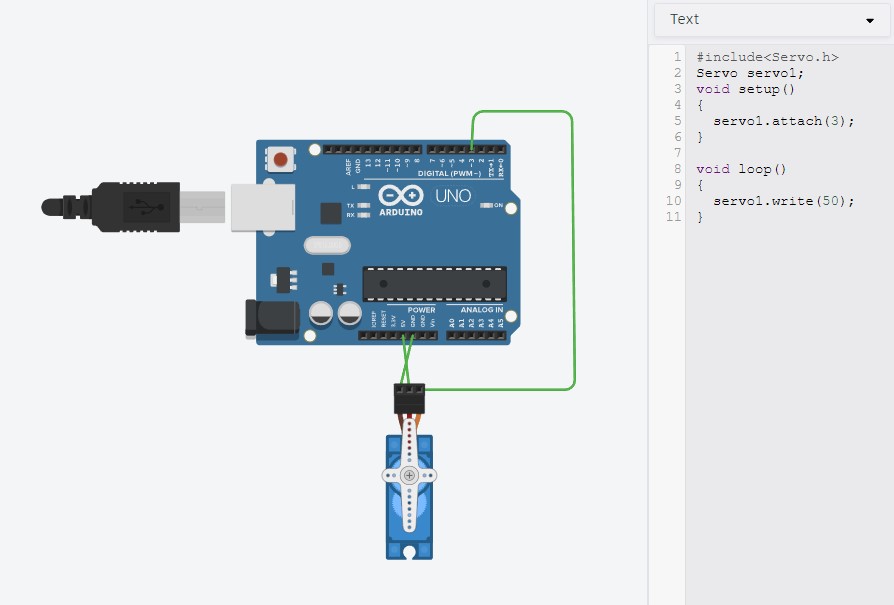 Text
1 #include<Servo.h>
2 Servo servo1;
3 void setup()
4 {
5 servo1.attach(3);
6 }
7
8 void loop()
9 {
10 servo1.write(50);
11 }
AREF
GND
13
12
~11
~10
~9
8
7
~6
~5
4
~3
2
TX→1
RX←0
DIGITAL (PWM~)
L
TX
RX
ARDUINO
UNO
ON
POWER
ANALOG IN
IOREF
RESET
3.3V
5V
GND
GND
Vin
A0
A1
A2
A3
A4
A5